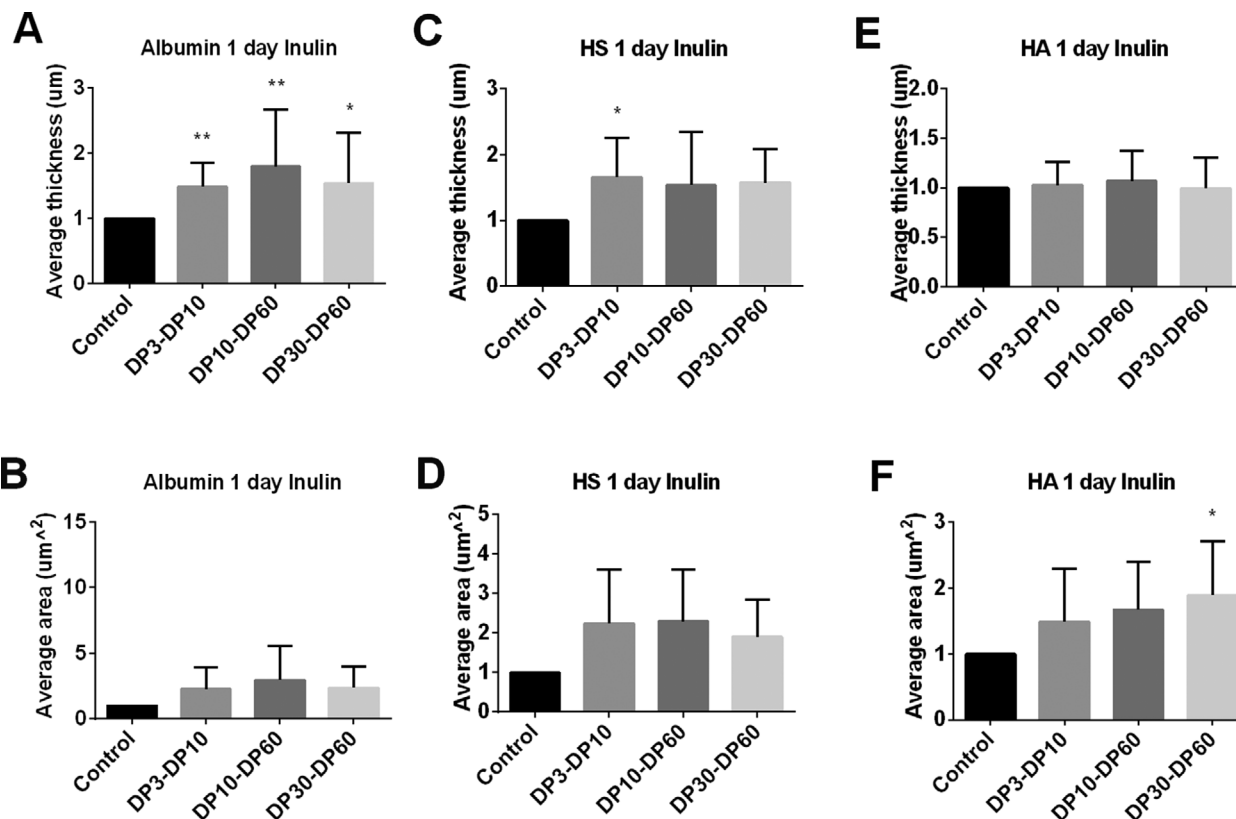 A
Albumin 1 day Inulin
Average thickness (um)
3
2
1
0
**
**
*
Control
DP3-DP10
DP10-DP60
DP30-DP60
C
HS 1 day Inulin
Average thickness (um)
3
2
1
0
*
Control
DP3-DP10
DP10-DP60
DP30-DP60
E
HA 1 day Inulin
Average thickness (um)
2.0
1.5
1.0
0.5
0.0
Control
DP3-DP10
DP10-DP60
DP30-DP60
B
Albumin 1 day Inulin
Average area (um^2)
15
10
5
0
Control
DP3-DP10
DP10-DP60
DP30-DP60
D
HS 1 day Inulin
Average area (um^2)
5
4
3
2
1
0
Control
DP3-DP10
DP10-DP60
DP30-DP60
F
HA 1 day Inulin
Average area (um^2)
3
2
1
0
*
Control
DP3-DP10
DP10-DP60
DP30-DP60